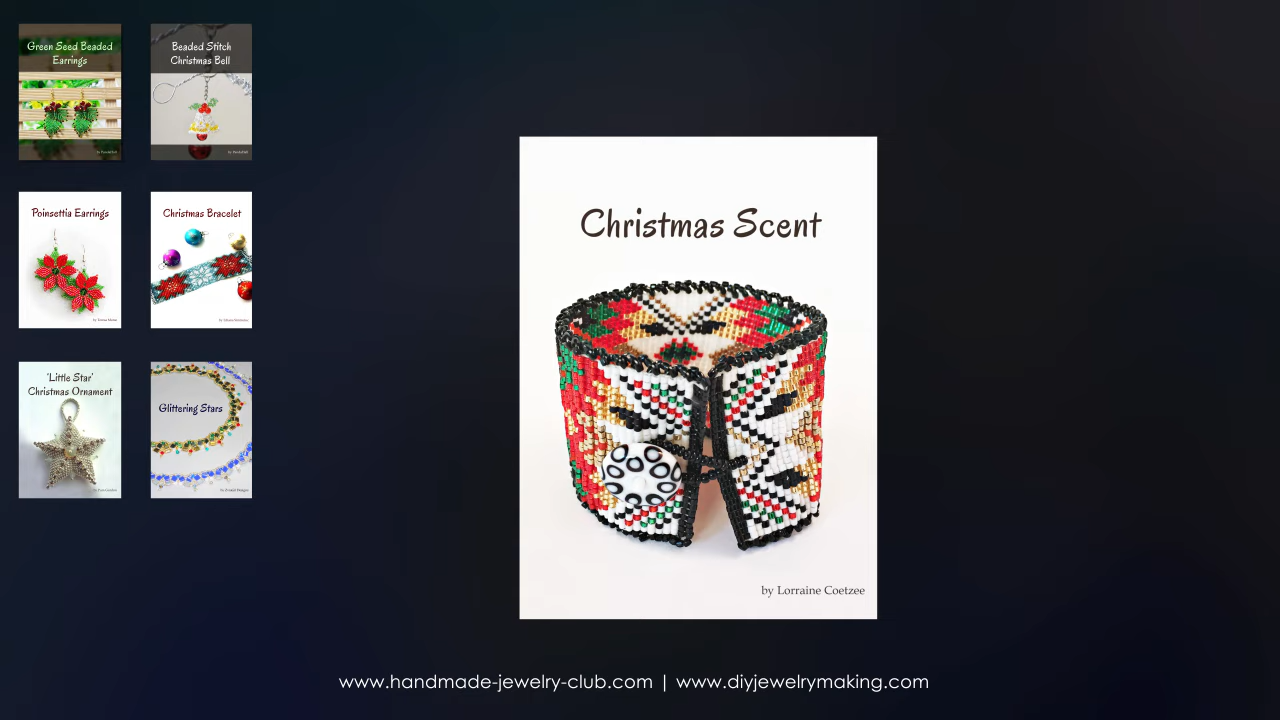 Green Seed Beaded
Earrings
Beaded Stitch
Christmas Bell
Poinsettia Earrings
Christmas Bracelet
'Little Star'
Christmas Ornament
Glittering Stars
Christmas Scent
by Lorraine Coetzee
www.handmade-jewelry-club.com | www.diyjewelrymaking.com